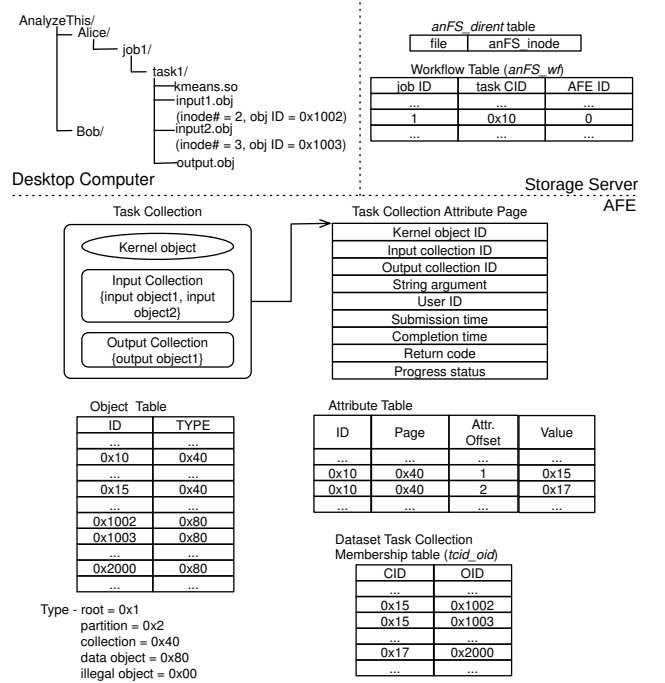 AnalyzeThis/
Alice/
job1/
task1/
kmeans.so
input1.obj
(inode# = 2, obj ID = 0x1002)
input2.obj
(inode# = 3, obj ID = 0x1003)
output.obj
Bob/
Desktop Computer
anFS_dirent table
file anFS_inode
Workflow Table (anFS_wf)
job ID task CID AFE ID
... ... ...
1 0x10 0
... ... ...
Storage Server
AFE
Task Collection
Kernel object
Input Collection
{input object1, input
object2}
Output Collection
{output object1}
Task Collection Attribute Page
Kernel object ID
Input collection ID
Output collection ID
String argument
User ID
Submission time
Completion time
Return code
Progress status
Object Table
ID TYPE
... ...
0x10 0x40
... ...
0x15 0x40
... ...
0x1002 0x80
0x1003 0x80
... ...
0x2000 0x80
... ...
Type - root = 0x1
partition = 0x2
collection = 0x40
data object = 0x80
illegal object = 0x00
Attribute Table
ID Page Attr. Offset Value
... ... ... ...
0x10 0x40 1 0x15
0x10 0x40 2 0x17
... ... ... ...
Dataset Task Collection
Membership table (tcid_oid)
CID OID
... ...
0x15 0x1002
0x15 0x1003
... ...
0x17 0x2000
... ...